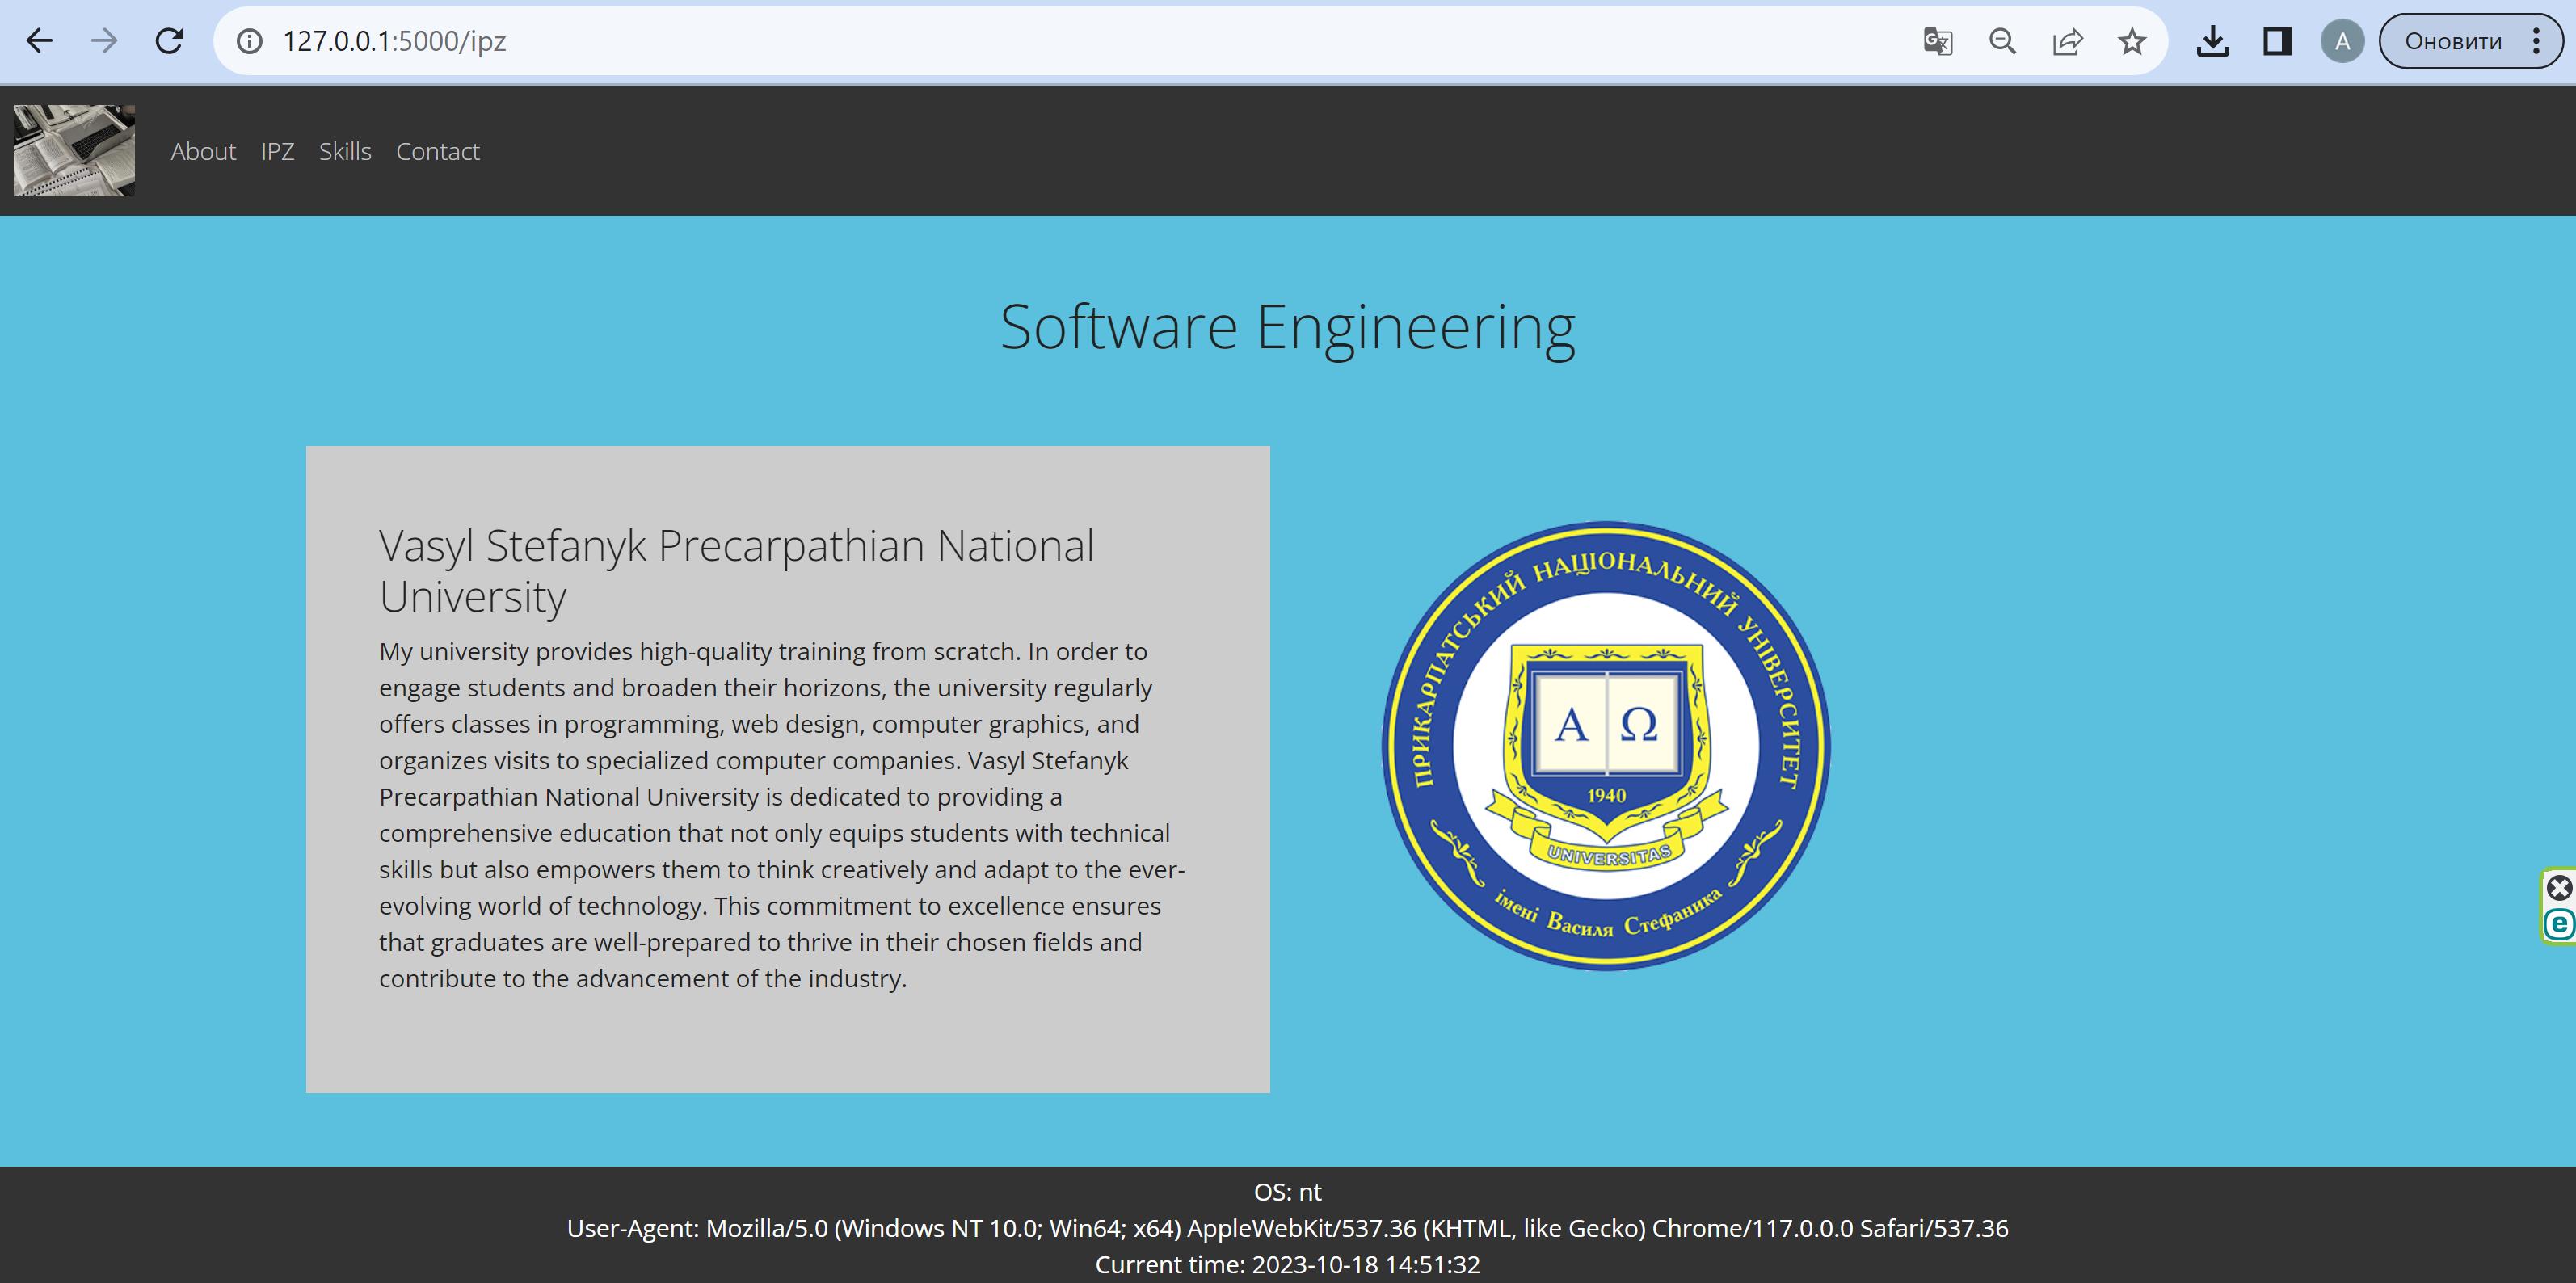 127.0.0.1:5000/ipz
A
Оновити
About IPZ Skills Contact
Software Engineering
Vasyl Stefanyk Precarpathian National
University
My university provides high-quality training from scratch. In order to
engage students and broaden their horizons, the university regularly
offers classes in programming, web design, computer graphics, and
organizes visits to specialized computer companies. Vasyl Stefanyk
Precarpathian National University is dedicated to providing a
comprehensive education that not only equips students with technical
skills but also empowers them to think creatively and adapt to the ever-
evolving world of technology. This commitment to excellence ensures
that graduates are well-prepared to thrive in their chosen fields and
contribute to the advancement of the industry.
ПРИКАРПАТСЬКИЙ НАЦІОНАЛЬНИЙ УНІВЕРСИТЕТ
Α Ω
1940
UNIVERSITAS
імені Василя Стефаника
e
OS: nt
User-Agent: Mozilla/5.0 (Windows NT 10.0; Win64; x64) AppleWebKit/537.36 (KHTML, like Gecko) Chrome/117.0.0.0 Safari/537.36
Current time: 2023-10-18 14:51:32